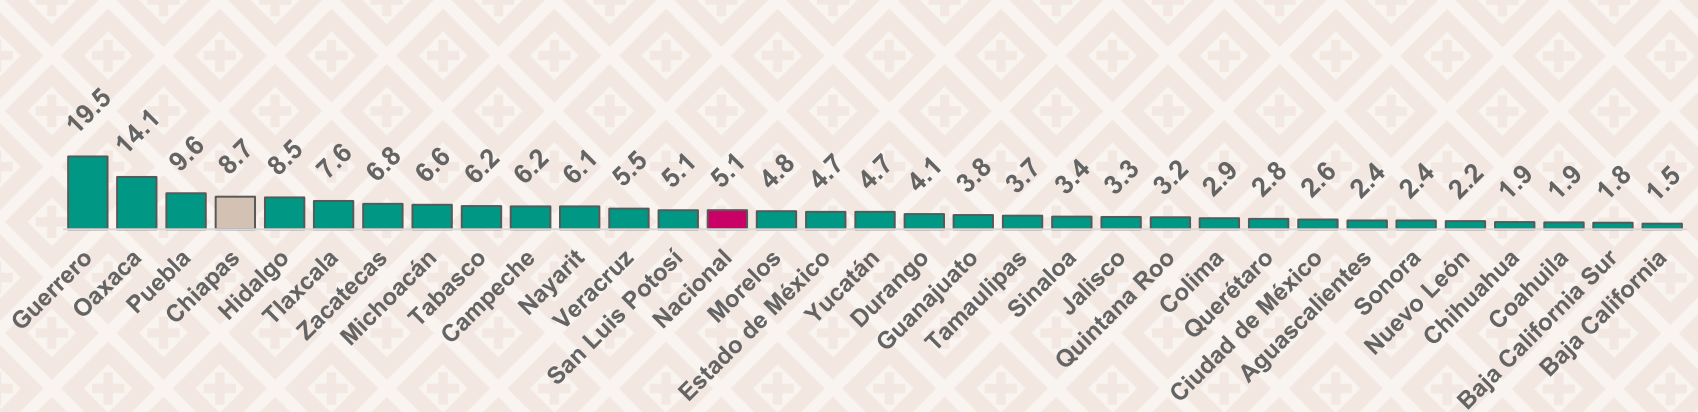 19.5
14.1
9.6
8.7
8.5
7.6
6.8
6.6
6.2
6.2
6.1
5.5
5.1
5.1
4.8
4.7
4.7
4.1
3.8
3.7
3.4
3.3
3.2
2.9
2.8
2.6
2.4
2.4
2.2
1.9
1.9
1.8
1.5
Guerrero
Oaxaca
Puebla
Chiapas
Hidalgo
Tlaxcala
Zacatecas
Michoacán
Tabasco
Campeche
Nayarit
Veracruz
San Luis Potosí
Nacional
Morelos
Estado de México
Yucatán
Durango
Guanajuato
Tamaulipas
Sinaloa
Jalisco
Quintana Roo
Colima
Querétaro
Ciudad de México
Aguascalientes
Sonora
Nuevo León
Chihuahua
Coahuila
Baja California Sur
Baja California